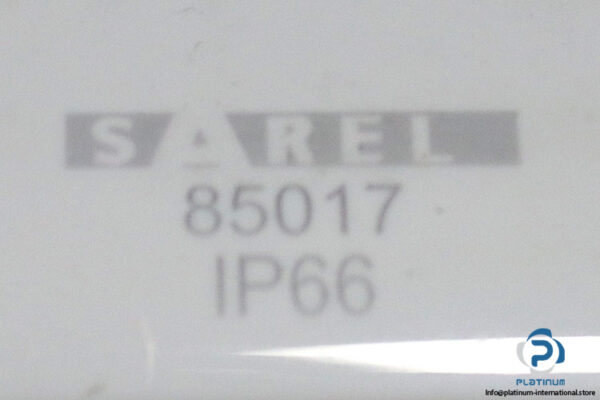 SAREL
85017
IP66
PLATINUM
Info@platinum-international.store